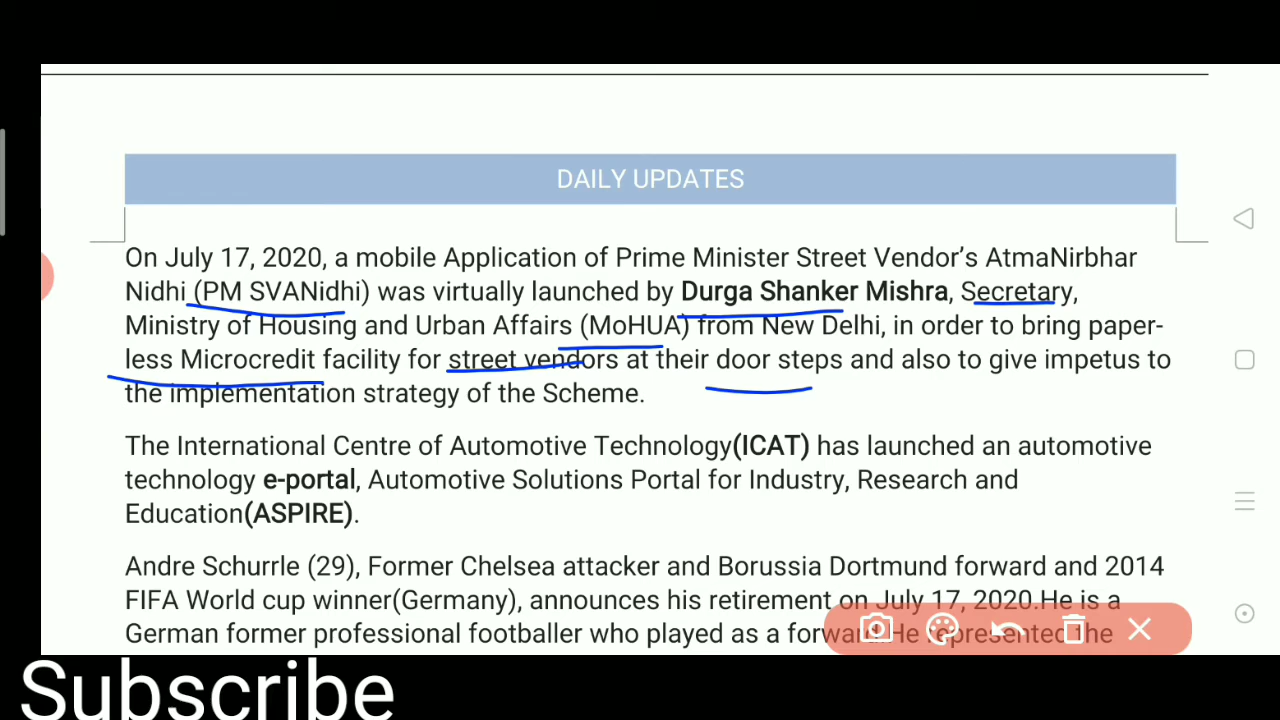 DAILY UPDATES
On July 17, 2020, a mobile Application of Prime Minister Street Vendor's AtmaNirbhar
Nidhi (PM SVANidhi) was virtually launched by Durga Shanker Mishra, Secretary,
Ministry of Housing and Urban Affairs (MoHUA) from New Delhi, in order to bring paper-
less Microcredit facility for street vendors at their door steps and also to give impetus to
the implementation strategy of the Scheme.
The International Centre of Automotive Technology(ICAT) has launched an automotive
technology e-portal, Automotive Solutions Portal for Industry, Research and
Education(ASPIRE).
Andre Schurrle (29), Former Chelsea attacker and Borussia Dortmund forward and 2014
FIFA World cup winner(Germany), announces his retirement on July 17, 2020.He is a
German former professional footballer who played as a forward.He represented the
Subscribe